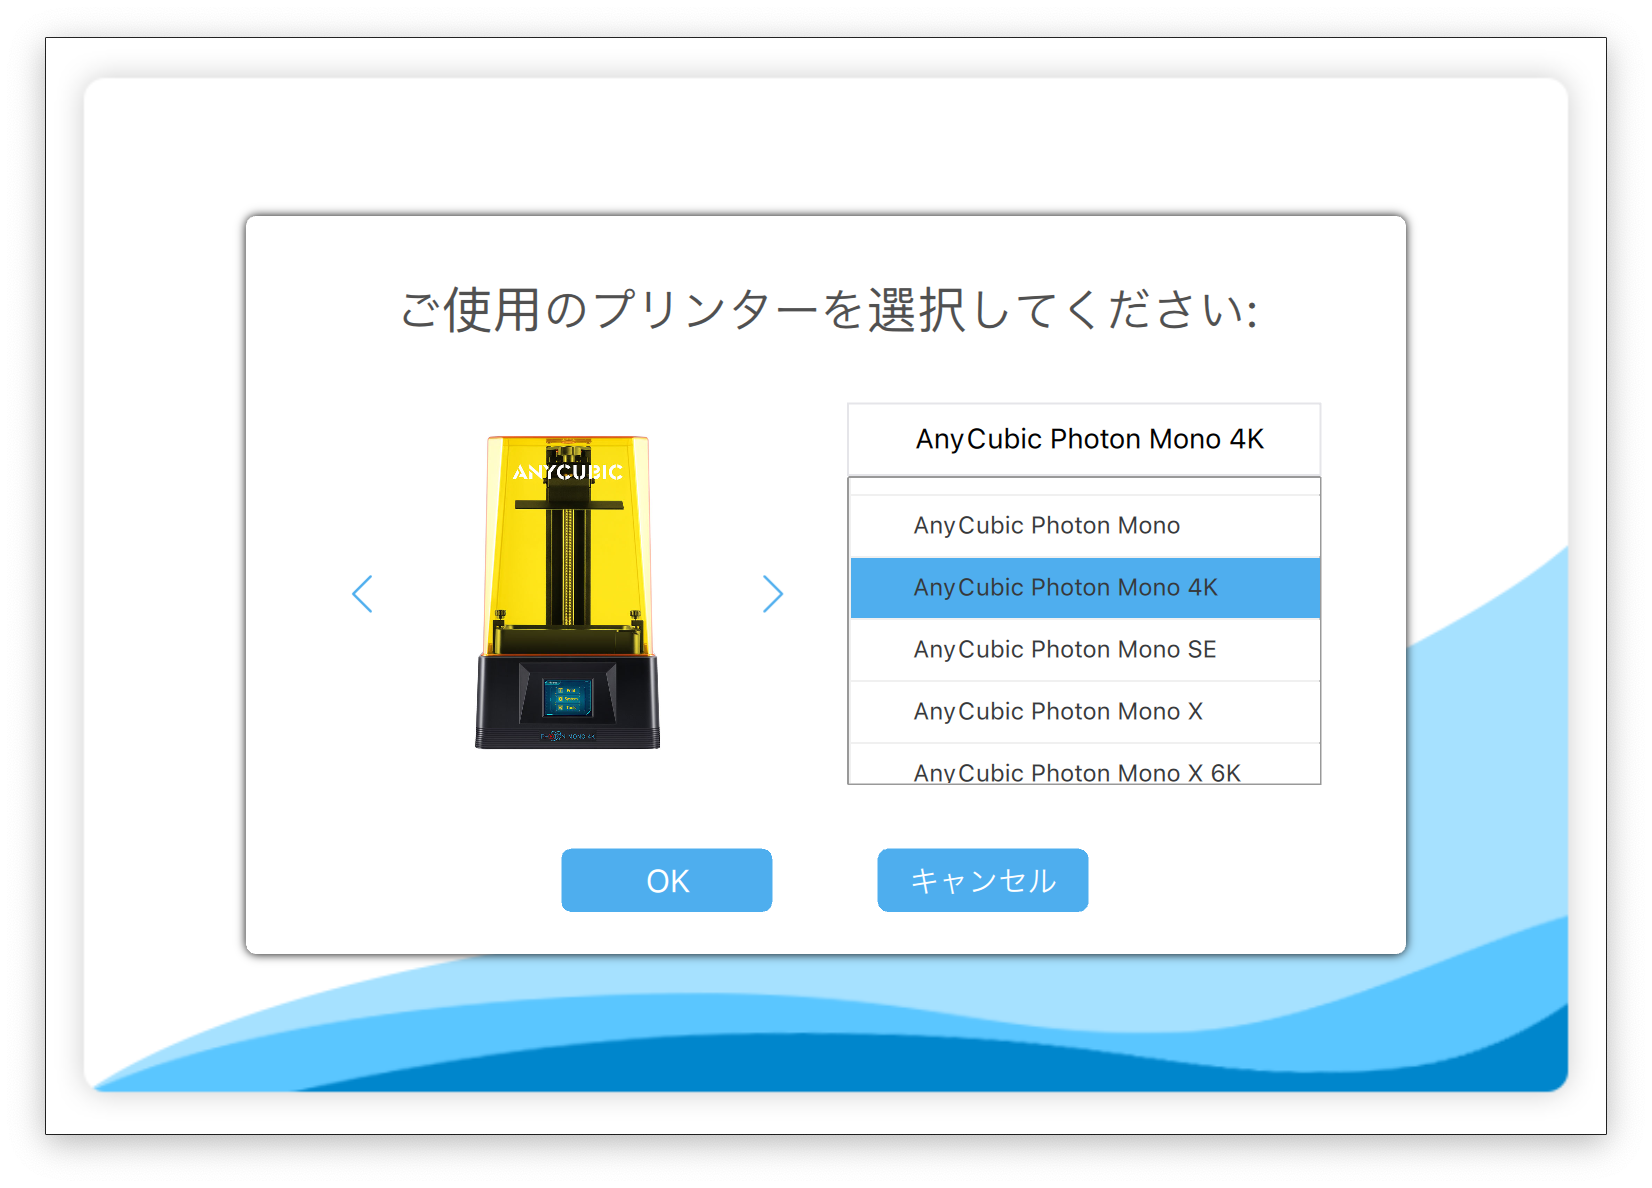 ご使用のプリンターを選択してください:
AnyCubic Photon Mono 4K
ANYCUBIC
AnyCubic Photon Mono
AnyCubic Photon Mono 4K
AnyCubic Photon Mono SE
AnyCubic Photon Mono X
AnyCubic Photon Mono X 6K
OK
キャンセル